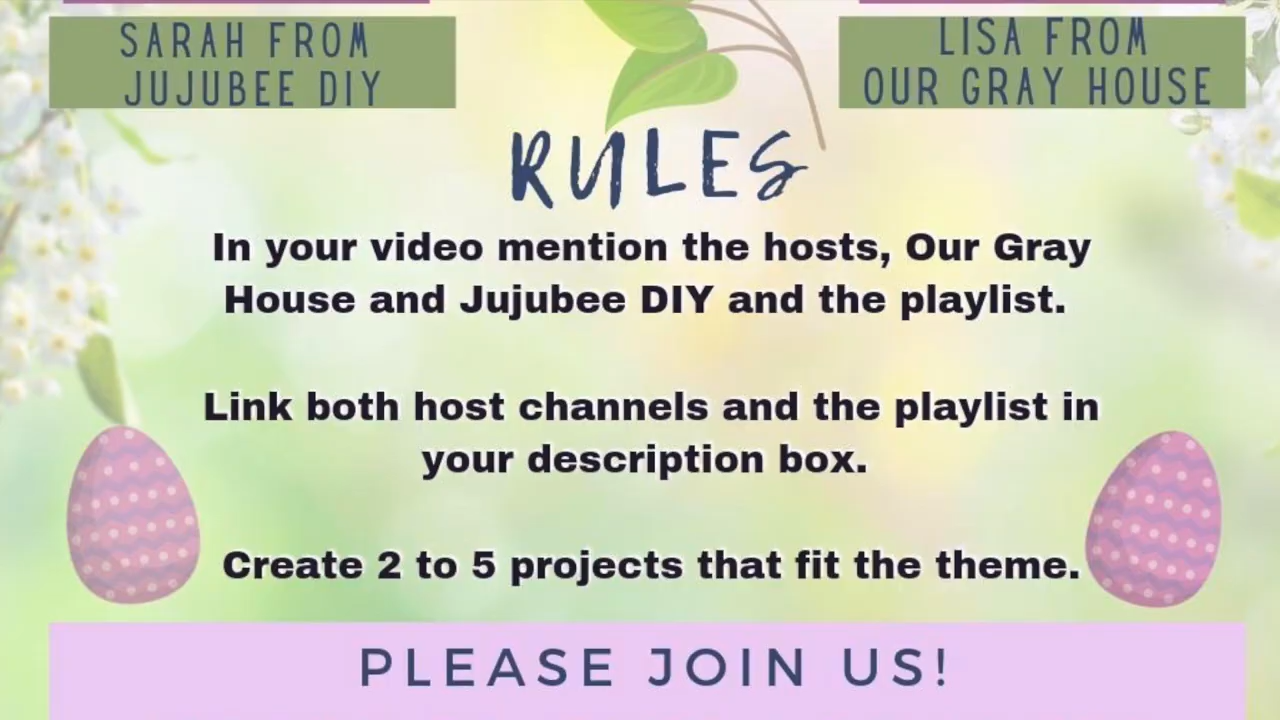 SARAH FROM
JUJUBEE DIY
LISA FROM
OUR GRAY HOUSE
RULES
In your video mention the hosts, Our Gray
House and Jujubee DIY and the playlist.
Link both host channels and the playlist in
your description box.
Create 2 to 5 projects that fit the theme.
PLEASE JOIN US!